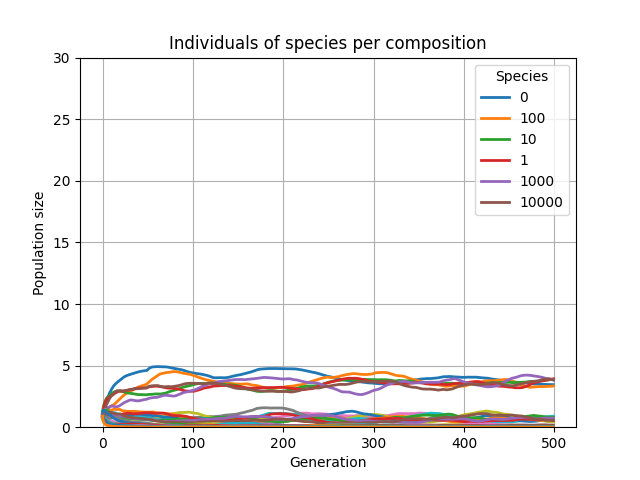 Individuals of species per composition
Population size
30
25
20
15
10
5
0
Species
0
100
10
1
1000
10000
0 100 200 300 400 500
Generation